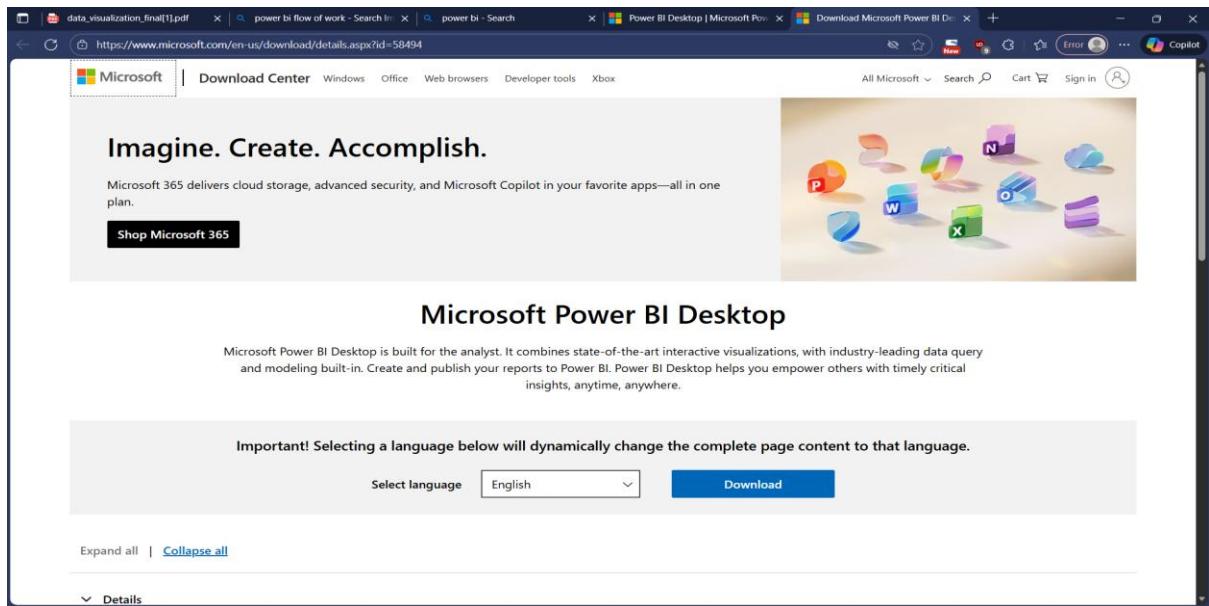 data_visualization_final[1].pdf
power bi flow of work - Search Im
power bi - Search
Power BI Desktop | Microsoft Pow
Download Microsoft Power BI De
https://www.microsoft.com/en-us/download/details.aspx?id=58494
New
9
Error
Copilot
Microsoft
Download Center
Windows
Office
Web browsers
Developer tools
Xbox
All Microsoft
Search
Cart
Sign in
Imagine. Create. Accomplish.
Microsoft 365 delivers cloud storage, advanced security, and Microsoft Copilot in your favorite apps—all in one
plan.
Shop Microsoft 365
P
W
X
N
O
Microsoft Power BI Desktop
Microsoft Power BI Desktop is built for the analyst. It combines state-of-the-art interactive visualizations, with industry-leading data query
and modeling built-in. Create and publish your reports to Power BI. Power BI Desktop helps you empower others with timely critical
insights, anytime, anywhere.
Important! Selecting a language below will dynamically change the complete page content to that language.
Select language
English
Download
Expand all | Collapse all
Details